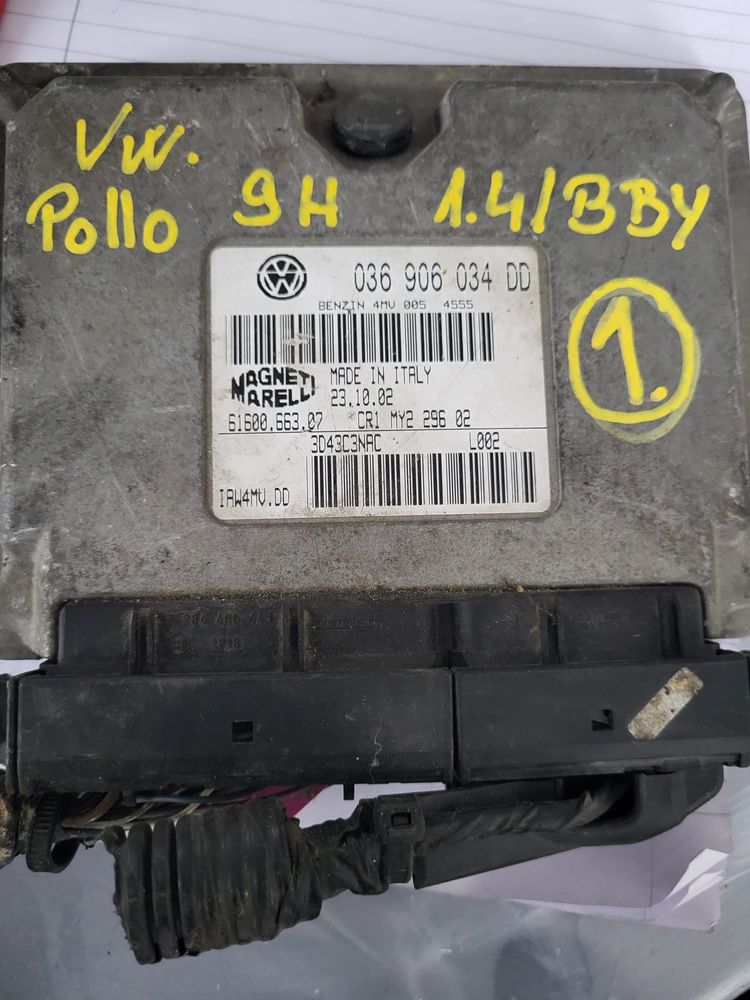 Vw.
Pollo 9H 1.4/BBY
036 906 034 DD
BENZIN 4MV 005 4555
1.
MAGNETI
MARELLI
MADE IN ITALY
23.10.02
61600.663.07 CR1 MY2 296 02
3D43C3NAC L002
IAW4MV.DD